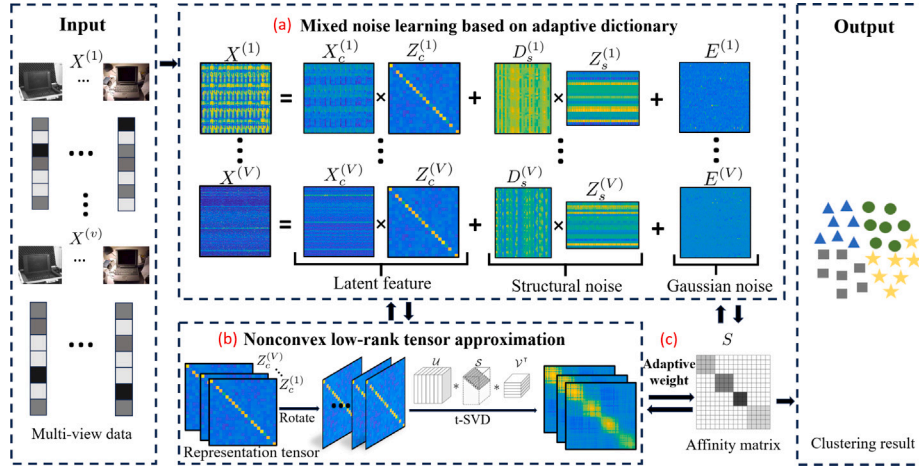 Input
X^(1)
...
X^(v)
...
Multi-view data
(a) Mixed noise learning based on adaptive dictionary
X^(1) = X_c^(1) × Z_c^(1) + D_s^(1) × Z_s^(1) + E^(1)
X^(V) = X_c^(V) × Z_c^(V) + D_s^(V) × Z_s^(V) + E^(V)
Latent feature
Structural noise
Gaussian noise
(b) Nonconvex low-rank tensor approximation
Z_c^(V)
Z_c^(1)
Rotate
Representation tensor
𝒰 * 𝒮 * 𝒱^T
t-SVD
(c)
Adaptive
weight
S
Affinity matrix
Output
Clustering result